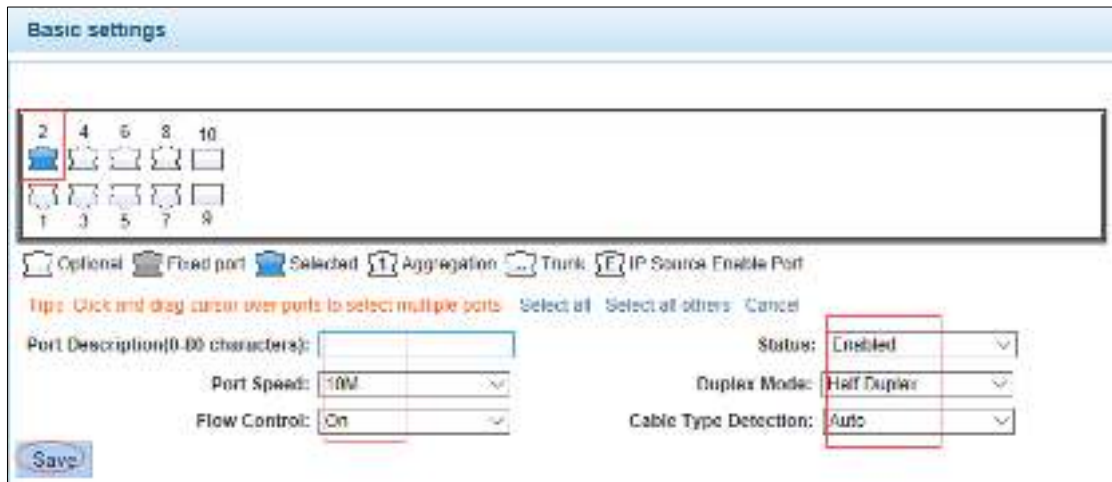 Basic settings
2 4 6 8 10
1 3 5 7 9
Optional Fixed port Selected 1 Aggregation ... Trunk E IP Source Enable Port
Tips: Click and drag cursor over ports to select multiple ports Select all Select all others Cancel
Port Description(0-80 characters): Status: Enabled
Port Speed: 10M Duplex Mode: Half Duplex
Flow Control: On Cable Type Detection: Auto
Save